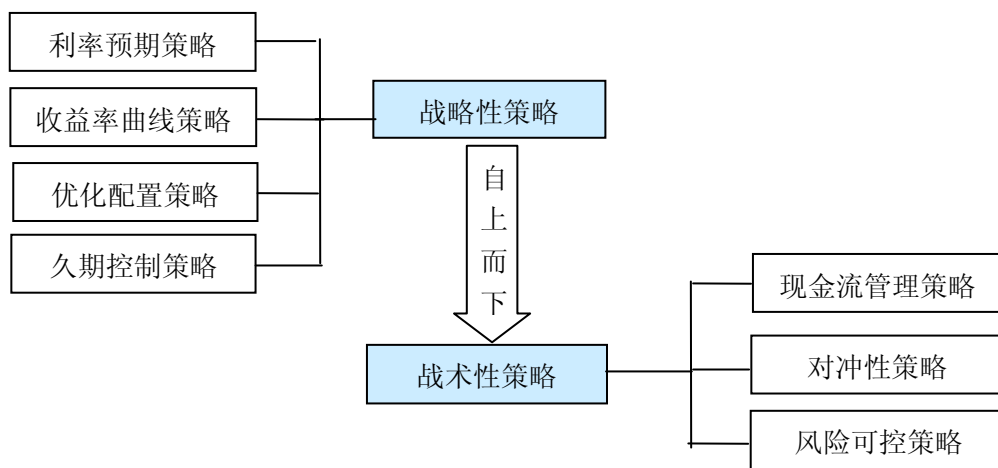 利率预期策略
收益率曲线策略
优化配置策略
久期控制策略
战略性策略
自上而下
战术性策略
现金流管理策略
对冲性策略
风险可控策略